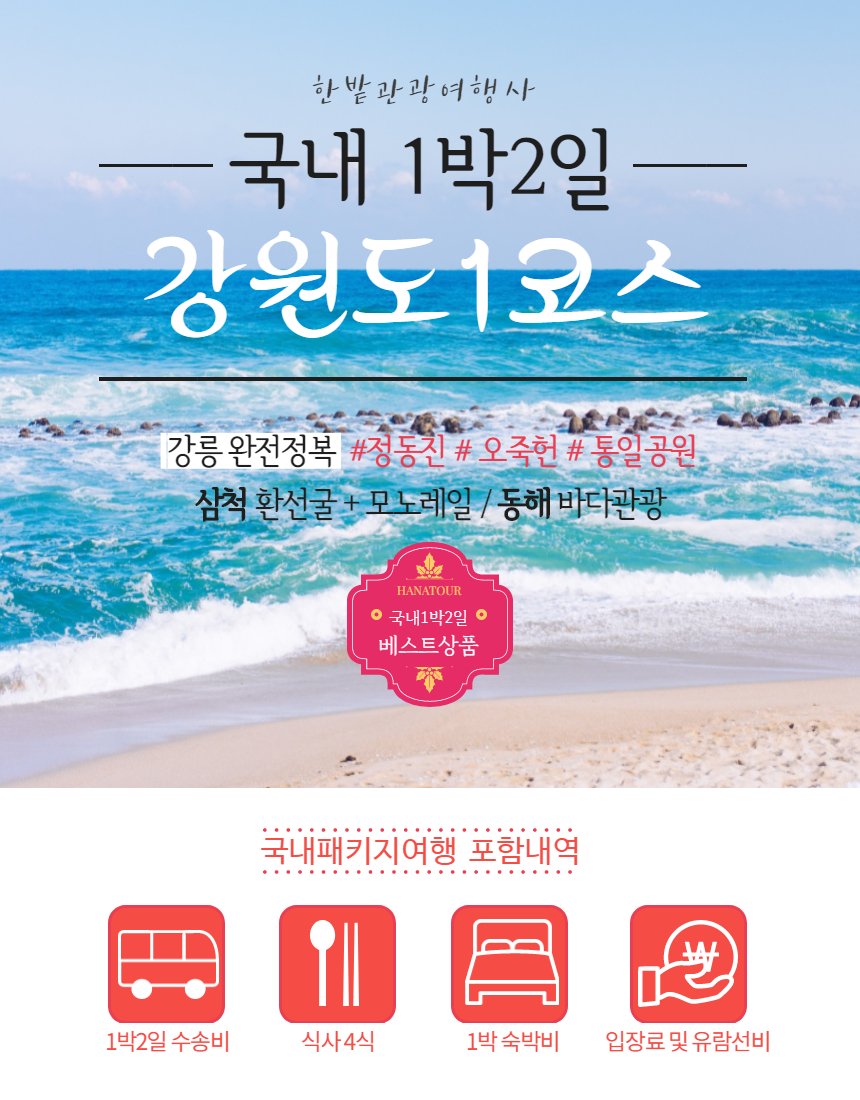 한밭관광여행사
국내 1박2일
강원도1코스
강릉 완전정복 #정동진 # 오죽헌 # 통일공원
삼척 환선굴 + 모노레일 / 동해 바다관광
HANATOUR
국내1박2일
베스트상품
국내패키지여행 포함내역
1박2일 수송비 식사 4식 1박 숙박비 입장료 및 유람선비